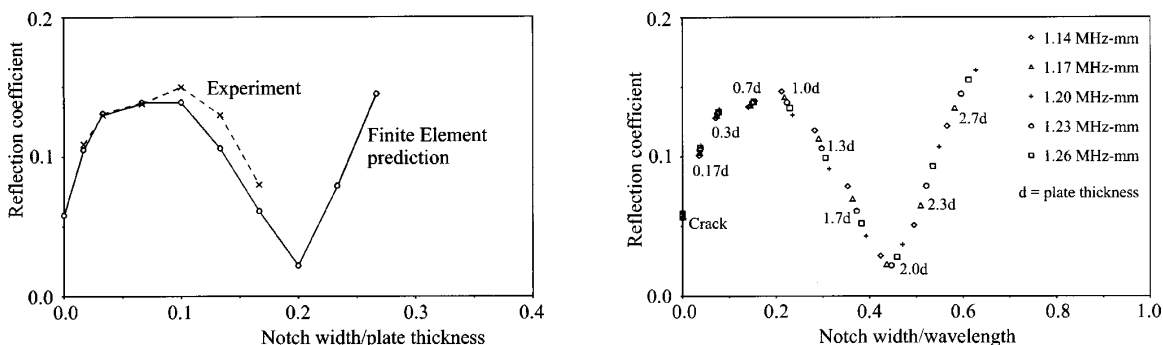 0.2
0.1
0.0
Reflection coefficient
Experiment
Finite Element
prediction
0.0 0.1 0.2 0.3 0.4
Notch width/plate thickness
0.2
0.1
0.0
Reflection coefficient
0.7d
1.0d
0.3d
0.17d
1.3d
1.7d
2.0d
2.3d
2.7d
Crack
1.14 MHz-mm
1.17 MHz-mm
1.20 MHz-mm
1.23 MHz-mm
1.26 MHz-mm
d = plate thickness
0.0 0.2 0.4 0.6 0.8 1.0
Notch width/wavelength